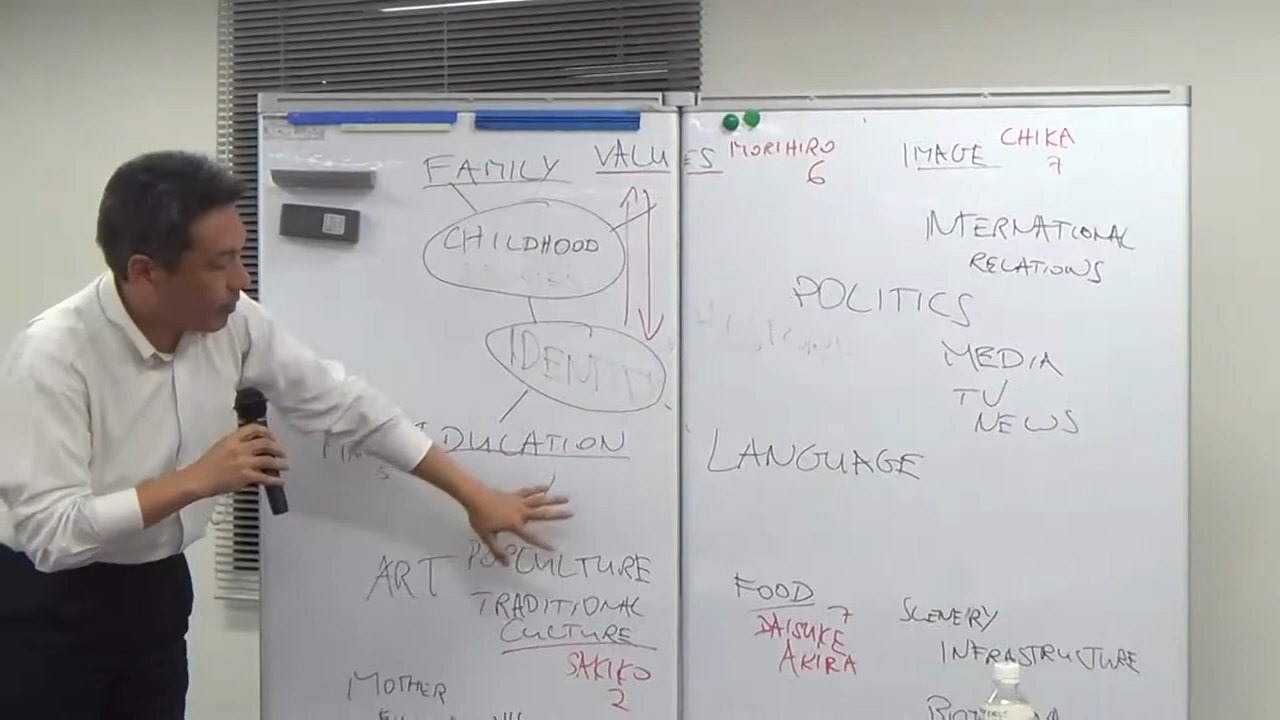 FAMILY
VALUES
CHILDHOOD
IDENTITY
EDUCATION
5
ART
POPCULTURE
TRADITIONAL
CULTURE
SAKIKO
2
MOTHER
MORIHIRO
6
IMAGE
CHIKA
7
INTERNATIONAL
RELATIONS
POLITICS
MEDIA
TV
NEWS
LANGUAGE
FOOD
7
DAISUKE
AKIRA
SCENERY
INFRASTRUCTURE